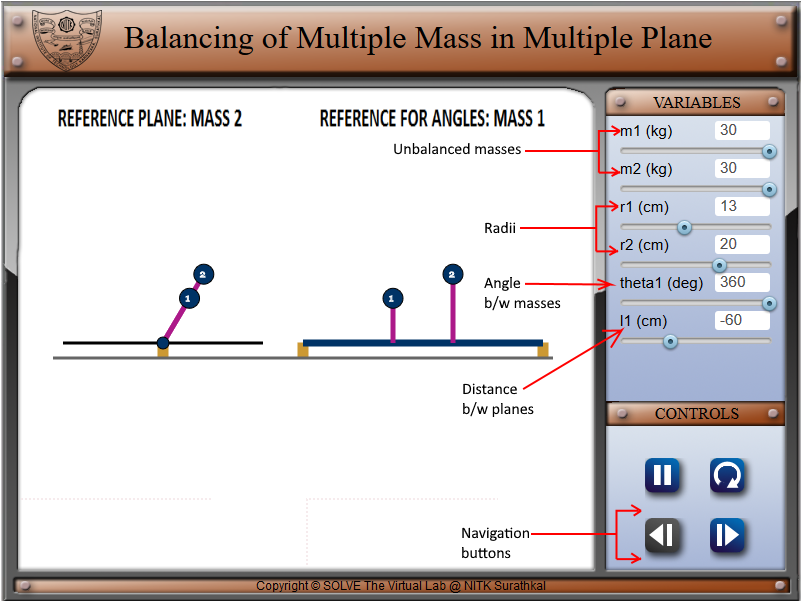 Balancing of Multiple Mass in Multiple Plane
REFERENCE PLANE: MASS 2
REFERENCE FOR ANGLES: MASS 1
Unbalanced masses
Radii
Angle
b/w masses
Distance
b/w planes
Navigation
buttons
2
1
1
2
VARIABLES
m1 (kg) 30
m2 (kg) 30
r1 (cm) 13
r2 (cm) 20
theta1 (deg) 360
l1 (cm) -60
CONTROLS
Copyright © SOLVE The Virtual Lab @ NITK Surathkal